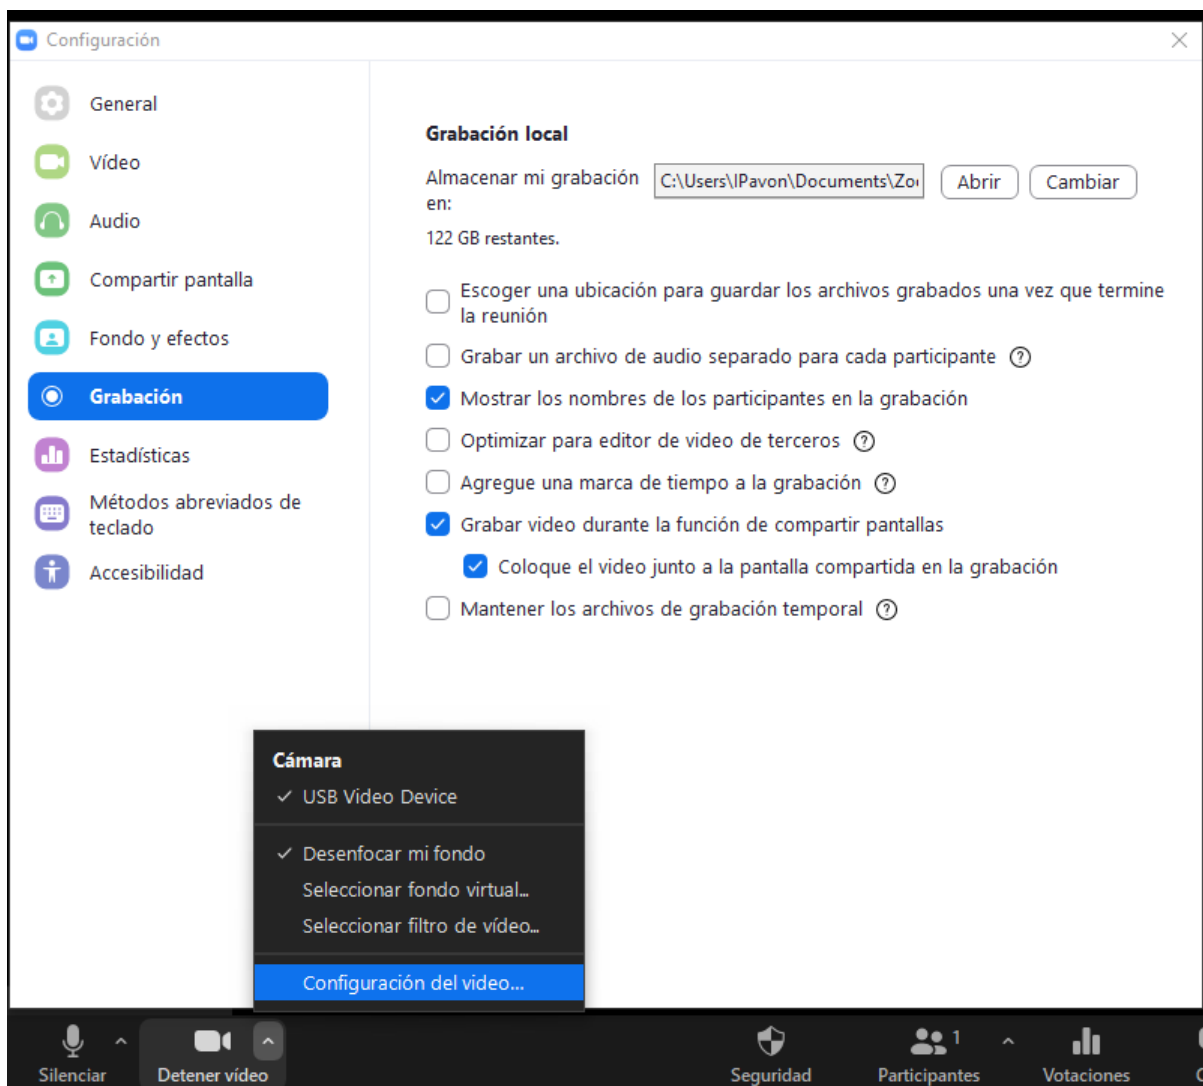 Configuración
General
Vídeo
Audio
Compartir pantalla
Fondo y efectos
Grabación
Estadísticas
Métodos abreviados de
teclado
Accesibilidad
Grabación local
Almacenar mi grabación
en:
C:\Users\IPavon\Documents\Zoo
Abrir
Cambiar
122 GB restantes.
Escoger una ubicación para guardar los archivos grabados una vez que termine
la reunión
Grabar un archivo de audio separado para cada participante
Mostrar los nombres de los participantes en la grabación
Optimizar para editor de video de terceros
Agregue una marca de tiempo a la grabación
Grabar video durante la función de compartir pantallas
Coloque el video junto a la pantalla compartida en la grabación
Mantener los archivos de grabación temporal
Cámara
USB Video Device
Desenfocar mi fondo
Seleccionar fondo virtual...
Seleccionar filtro de vídeo...
Configuración del video...
Silenciar
Detener vídeo
Seguridad
1
Participantes
Votaciones